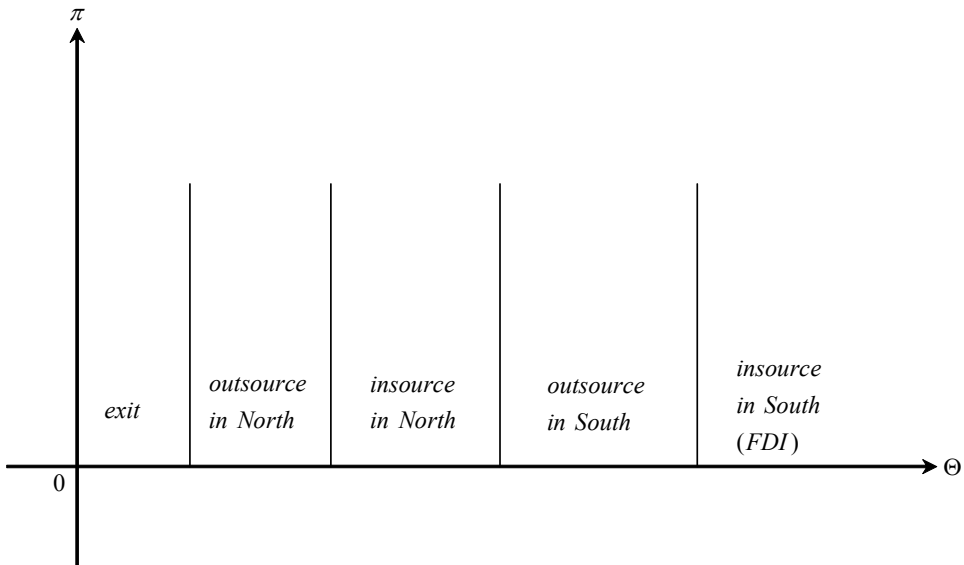 π
exit
outsource
in North
insource
in North
outsource
in South
insource
in South
(FDI)
0
Θ